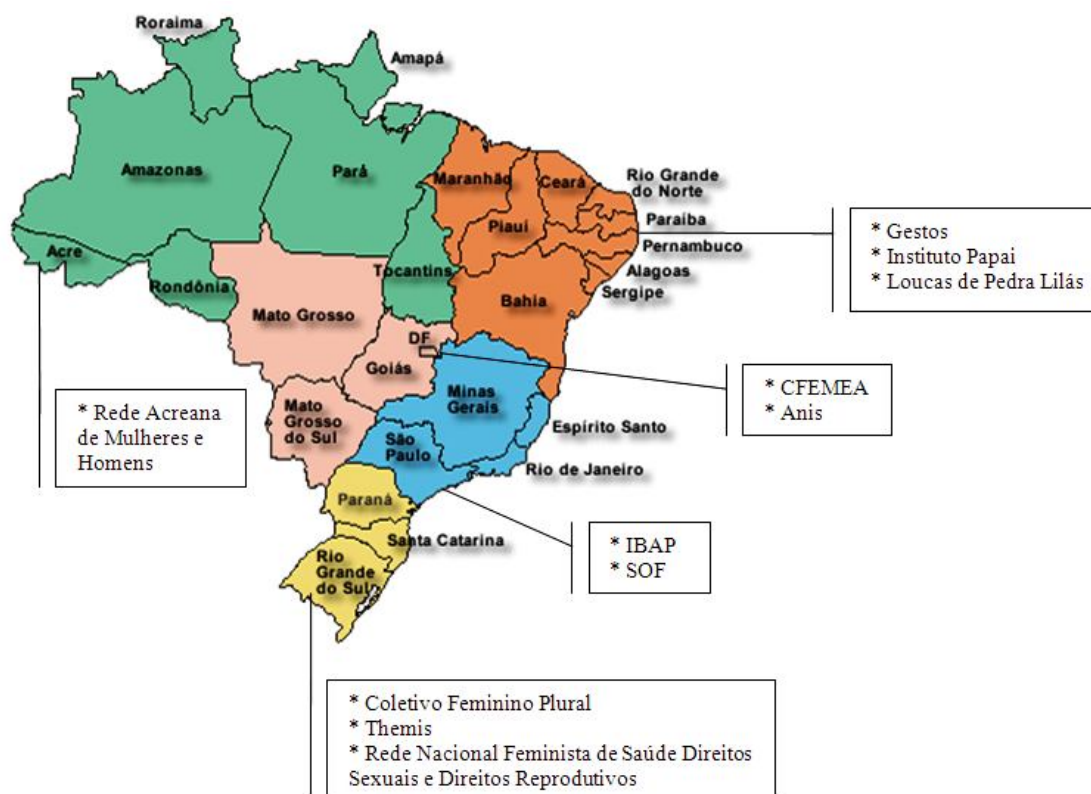 Roraima
Amapá
Amazonas
Pará
Maranhão
Ceará
Rio Grande
do Norte
Paraíba
Piauí
Pernambuco
Acre
Alagoas
Tocantins
Sergipe
Rondônia
Bahia
Mato Grosso
DF
Goiás
Minas
Gerais
Mato
Grosso
do Sul
São
Paulo
Espírito Santo
Rio de Janeiro
Paraná
Santa Catarina
Rio
Grande
do Sul
* Gestos
* Instituto Papai
* Loucas de Pedra Lilás
* CFEMEA
* Anis
* Rede Acreana
de Mulheres e
Homens
* IBAP
* SOF
* Coletivo Feminino Plural
* Themis
* Rede Nacional Feminista de Saúde Direitos
Sexuais e Direitos Reprodutivos